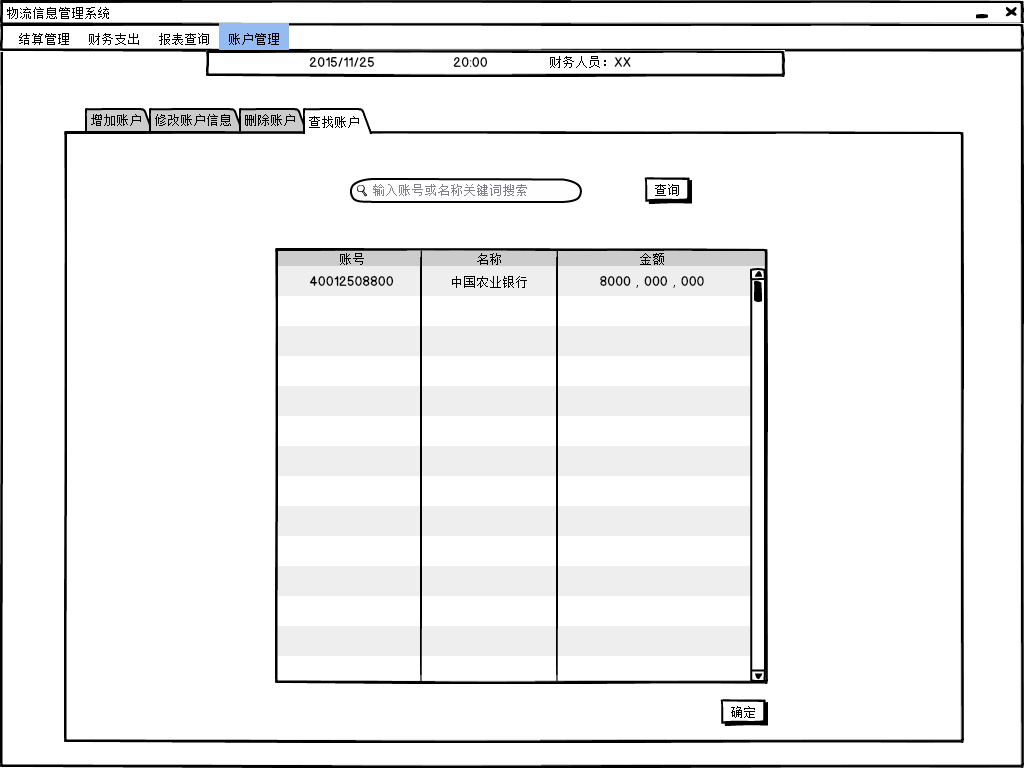 物流信息管理系统
结算管理 财务支出 报表查询 账户管理
2015/11/25 20:00 财务人员：XX
增加账户 修改账户信息 删除账户 查找账户
输入账号或名称关键词搜索 查询
账号 名称 金额
40012508800 中国农业银行 8000，000，000
确定